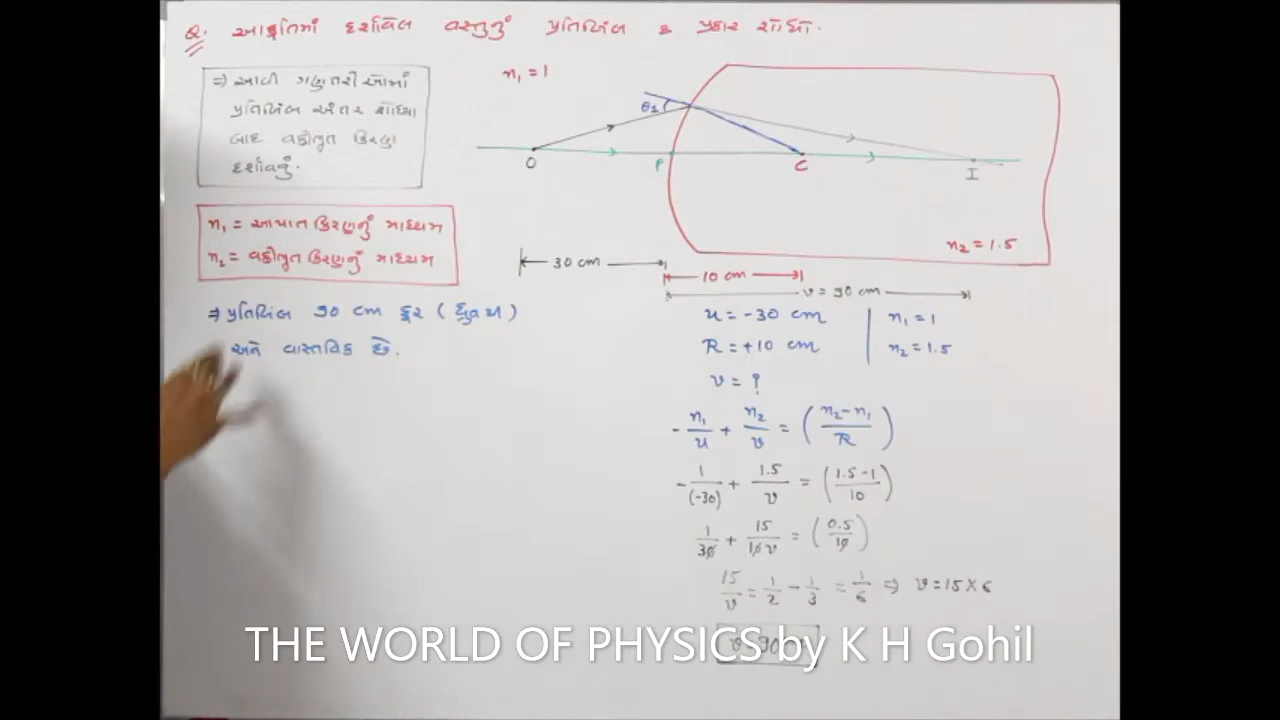 Q. આકૃતિમાં દર્શાવેલ વસ્તુનું પ્રતિબિંબ & પ્રકાર શોધો.
⇒ આવી ગણતરીઓમાં
પ્રતિબિંબ અંતર શોધ્યા
બાદ વક્રીભૂત કિરણ
દર્શાવવું.
n₁ = 1
θ₁
O
P
C
I
n₂ = 1.5
n₁ = આપાત કિરણનું માધ્યમ
n₂ = વક્રીભૂત કિરણનું માધ્યમ
30 cm
10 cm
v = 90 cm
⇒ પ્રતિબિંબ 90 cm દૂર (ધ્રુવથી)
અને વાસ્તવિક છે.
u = -30 cm | n₁ = 1
R = +10 cm | n₂ = 1.5
v = ?
- n₁/u + n₂/v = ((n₂ - n₁)/R)
- 1/(-30) + 1.5/v = ((1.5 - 1)/10)
1/30 + 15/10v = (0.5/10)
15/v = 1/2 - 1/3 = 1/6 ⇒ v = 15 × 6
THE WORLD OF PHYSICS by K H Gohil